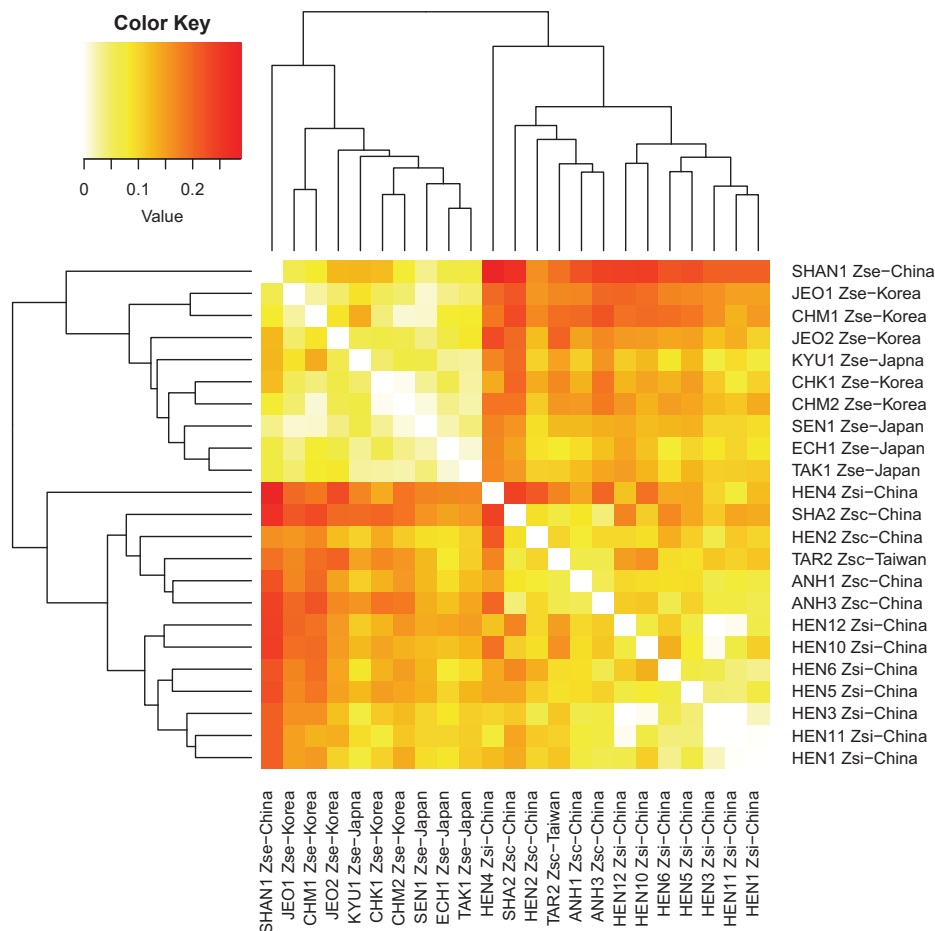 Color Key
0 0.1 0.2
Value
SHAN1 Zse−China
JEO1 Zse−Korea
CHM1 Zse−Korea
JEO2 Zse−Korea
KYU1 Zse−Japna
CHK1 Zse−Korea
CHM2 Zse−Korea
SEN1 Zse−Japan
ECH1 Zse−Japan
TAK1 Zse−Japan
HEN4 Zsi−China
SHA2 Zsc−China
HEN2 Zsc−China
TAR2 Zsc−Taiwan
ANH1 Zsc−China
ANH3 Zsc−China
HEN12 Zsi−China
HEN10 Zsi−China
HEN6 Zsi−China
HEN5 Zsi−China
HEN3 Zsi−China
HEN11 Zsi−China
HEN1 Zsi−China
SHAN1 Zse−China
JEO1 Zse−Korea
CHM1 Zse−Korea
JEO2 Zse−Korea
KYU1 Zse−Japna
CHK1 Zse−Korea
CHM2 Zse−Korea
SEN1 Zse−Japan
ECH1 Zse−Japan
TAK1 Zse−Japan
HEN4 Zsi−China
SHA2 Zsc−China
HEN2 Zsc−China
TAR2 Zsc−Taiwan
ANH1 Zsc−China
ANH3 Zsc−China
HEN12 Zsi−China
HEN10 Zsi−China
HEN6 Zsi−China
HEN5 Zsi−China
HEN3 Zsi−China
HEN11 Zsi−China
HEN1 Zsi−China